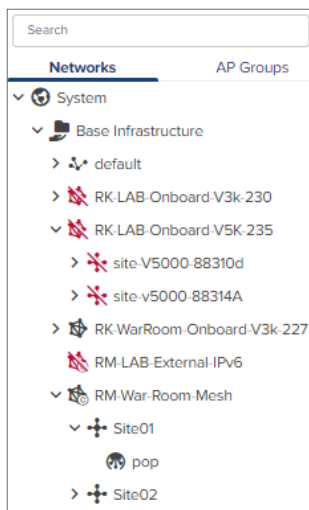 Search
Networks AP Groups
System
Base Infrastructure
default
RK-LAB-Onboard-V3k-230
RK-LAB-Onboard-V5K-235
site-V5000-88310d
site-v5000-88314A
RK-WarRoom-Onboard-V3k-227
RM-LAB-External-IPv6
RM-War-Room-Mesh
Site01
pop
Site02